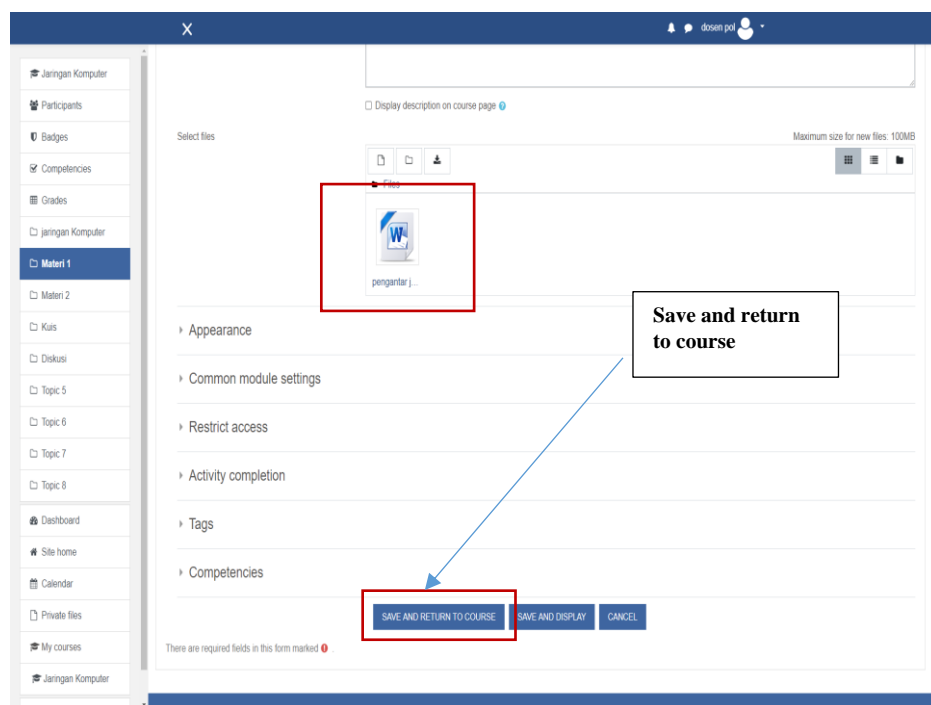 X
dosen pol
Jaringan Komputer
Participants
Badges
Competencies
Grades
jaringan Komputer
Materi 1
Materi 2
Kuis
Diskusi
Topic 5
Topic 6
Topic 7
Topic 8
Dashboard
Site home
Calendar
Private files
My courses
Jaringan Komputer
Display description on course page
Select files
Maximum size for new files: 100MB
Files
pengantar j...
Appearance
Save and return
to course
Common module settings
Restrict access
Activity completion
Tags
Competencies
SAVE AND RETURN TO COURSE
SAVE AND DISPLAY
CANCEL
There are required fields in this form marked